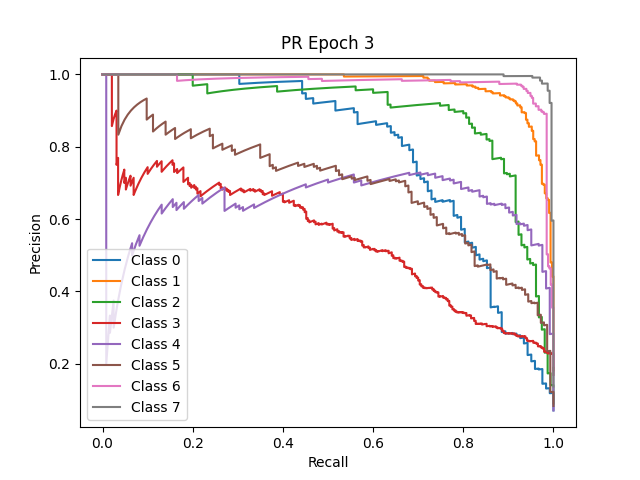 PR Epoch 3
Precision
1.0
0.8
0.6
0.4
0.2
Class 0
Class 1
Class 2
Class 3
Class 4
Class 5
Class 6
Class 7
0.0 0.2 0.4 0.6 0.8 1.0
Recall